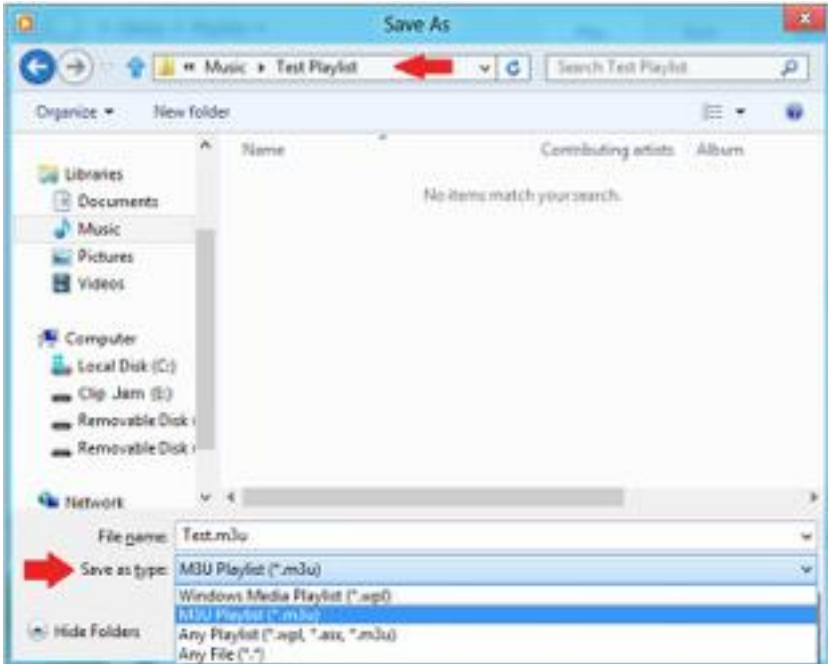 Save As
Music Test Playlist
Search Test Playlist
Organize New folder
Name Contributing artists Album
No items match your search.
Libraries
Documents
Music
Pictures
Videos
Computer
Local Disk (C:)
Clip Jam (E:)
Removable Disk
Removable Disk
Network
File name: Test.m3u
Save as type: M3U Playlist (*.m3u)
Windows Media Playlist (*.wpl)
M3U Playlist (*.m3u)
Hide Folders
Any Playlist (*.wpl, *.asx, *.m3u)
Any File (*.*)